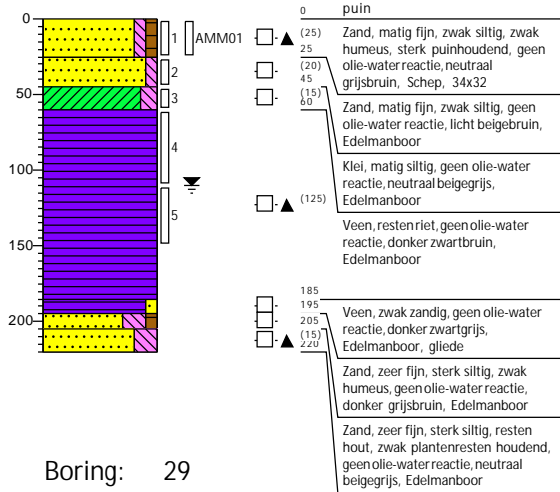 0
50
100
150
200
1
AMM01
2
3
4
5
0
(25)
25
(20)
45
(15)
60
(125)
185
195
205
(15)
220
puin
Zand, matig fijn, zwak siltig, zwak
humeus, sterk puinhoudend, geen
olie-water reactie, neutraal
grijsbruin, Schep, 34x32
Zand, matig fijn, zwak siltig, geen
olie-water reactie, licht beigebruin,
Edelmanboor
Klei, matig siltig, geen olie-water
reactie, neutraal beigegrijs,
Edelmanboor
Veen, resten riet, geen olie-water
reactie, donker zwartbruin,
Edelmanboor
Veen, zwak zandig, geen olie-water
reactie, donker zwartgrijs,
Edelmanboor, gliede
Zand, zeer fijn, sterk siltig, zwak
humeus, geen olie-water reactie,
donker grijsbruin, Edelmanboor
Zand, zeer fijn, sterk siltig, resten
hout, zwak plantenresten houdend,
geen olie-water reactie, neutraal
beigegrijs, Edelmanboor
Boring: 29